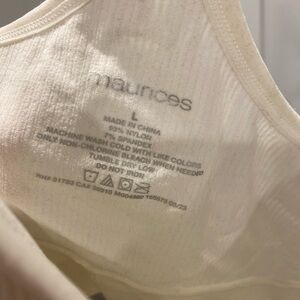 maurices
L
MADE IN CHINA
93% NYLON
7% SPANDEX
MACHINE WASH COLD WITH LIKE COLORS
ONLY NON-CHLORINE BLEACH WHEN NEEDED
TUMBLE DRY LOW
DO NOT IRON
CA#